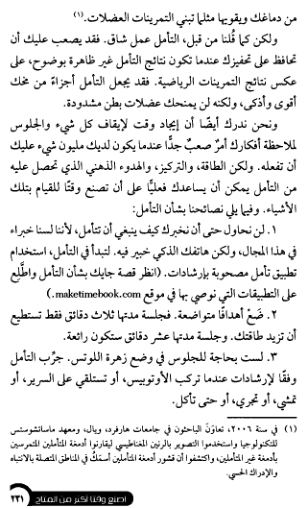 من دماغك ويقويها مثلما تبني التمرينات العضلات.(١)
ولكن كما قُلنا من قبل، التأمل عمل شاق. فقد يصعب عليك أن
تحافظ على تحفيزك عندما تكون نتائج التأمل غير ظاهرة بوضوح، على
عكس نتائج التمرينات الرياضية. فقد يجعل التأمل أجزاءً من مخك
أقوى وأذكى، ولكنه لن يمنحك عضلات بطن مشدودة.
ونحن ندرك أيضًا أن إيجاد وقت لإيقاف كل شيء والجلوس
لملاحظة أفكارك أمرٌ صعبٌ جدًّا عندما يكون لديك مليون شيء عليك
أن تفعله. ولكن الطاقة، والتركيز، والهدوء الذهني الذي تحصل عليه
من التأمل يمكن أن يساعدك فعليًّا على أن تصنع وقتًا للقيام بتلك
الأشياء. وفيما يلي نصائحنا بشأن التأمل:
١. لن نحاول حتى أن نخبرك كيف ينبغي أن تتأمل، لأننا لسنا خبراء
في هذا المجال، ولكن هاتفك الذكي خبير فيه. لتبدأ في التأمل، استخدام
تطبيق تأمل مصحوبة بإرشادات. (انظر قصة جايك بشأن التأمل واطَّلِع
على التطبيقات التي نوصي بها في موقع maketimebook.com.)
٢. ضَعْ أهدافًا متواضعة. فجلسة مدتها ثلاث دقائق فقط تستطيع
أن تزيد طاقتك. وجلسة مدتها عشر دقائق ستكون رائعة.
٣. لست بحاجة للجلوس في وضع زهرة اللوتس. جرِّب التأمل
وفقًا لإرشادات عندما تركب الأوتوبيس، أو تستلقي على السرير، أو
تمشي، أو تجري، أو حتى تأكل.
(١) في سنة ٢٠٠٦، تعاوَنَ الباحثون في جامعات هارفرد، وييل، ومعهد ماساتشوستس
للتكنولوجيا واستخدموا التصوير بالرنين المغناطيسي ليقارنوا أدمغة المتأملين المتمرسين
بأدمغة غير المتأملين، واكتشفوا أن قشور أدمغة المتأملين أسمَكُ في المناطق المتصلة بالانتباه
والإدراك الحسي.
اصنع وقتا أكثر من المتاح ٢٣١